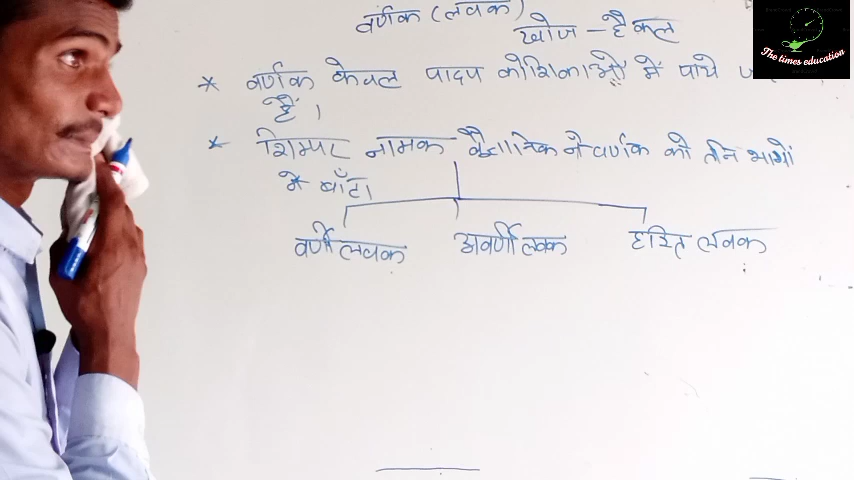 वर्णक (लवक)
खोज - हैकल
* वर्णक केवल पादप कोशिकाओं में पाये
हैं ।
* शिम्पर नामक वैज्ञानिक ने वर्णक को तीन भागों
में बाँटा।
वर्णी लवक अवर्णी लवक हरित लवक
The times education